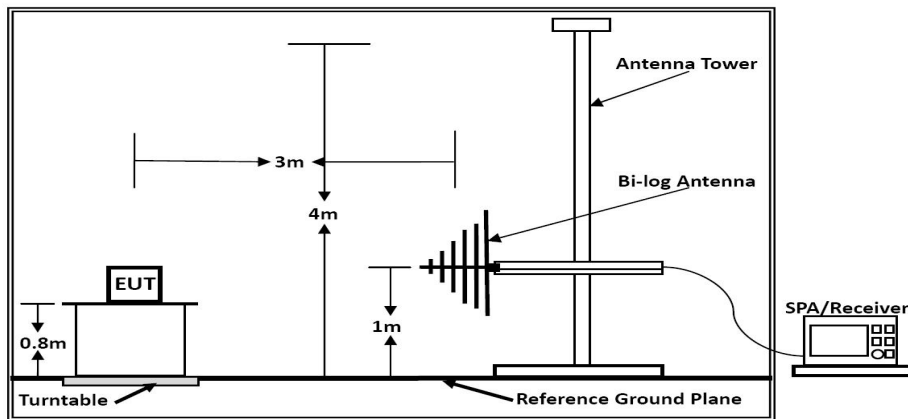 Antenna Tower
3m
Bi-log Antenna
4m
EUT
SPA/Receiver
0.8m
1m
Turntable
Reference Ground Plane